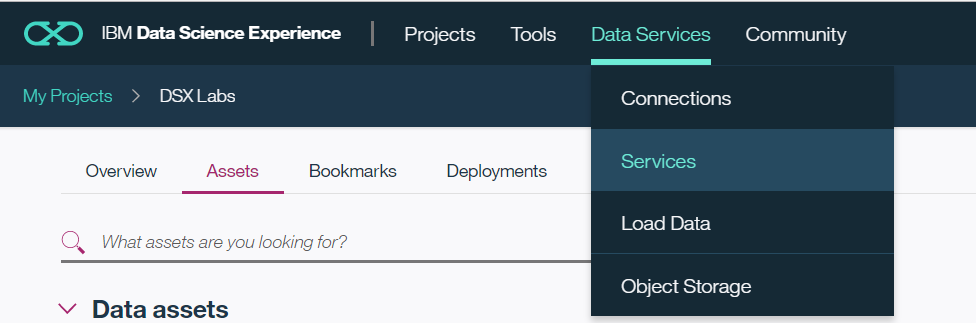 IBM Data Science Experience Projects Tools Data Services Community
My Projects > DSX Labs
Connections
Services
Load Data
Object Storage
Overview Assets Bookmarks Deployments
What assets are you looking for?
Data assets